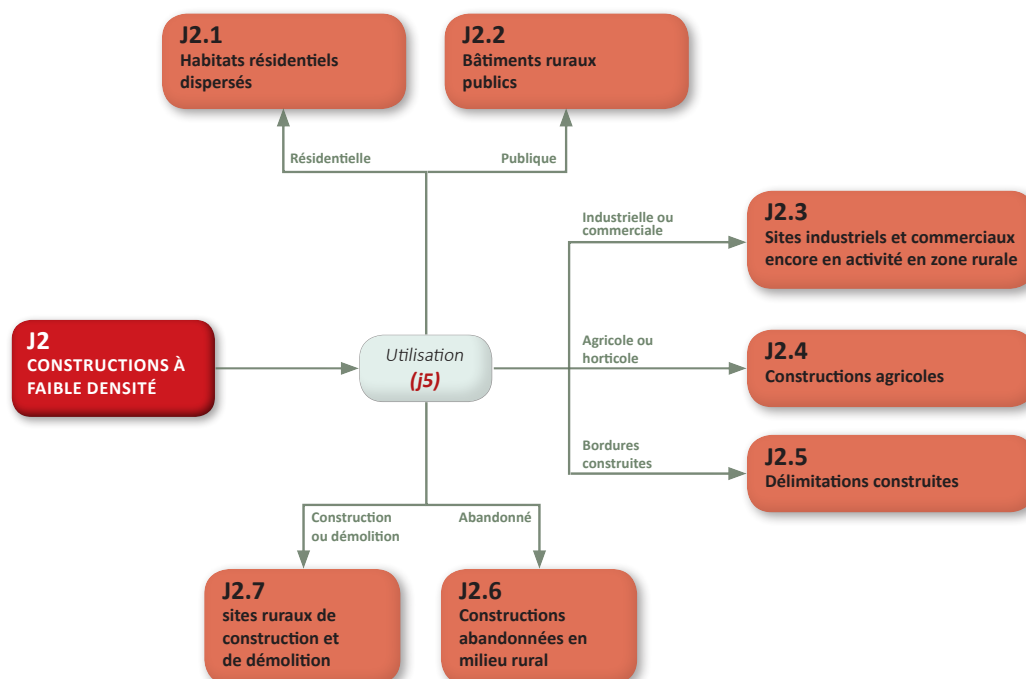 J2.1
Habitats résidentiels
dispersés
J2.2
Bâtiments ruraux
publics
Résidentielle
Publique
Industrielle ou
commerciale
J2.3
Sites industriels et commerciaux
encore en activité en zone rurale
J2
CONSTRUCTIONS À
FAIBLE DENSITÉ
Utilisation
(j5)
Agricole ou
horticole
J2.4
Constructions agricoles
Bordures
construites
J2.5
Délimitations construites
Construction
ou démolition
Abandonné
J2.7
sites ruraux de
construction et
de démolition
J2.6
Constructions
abandonnées en
milieu rural